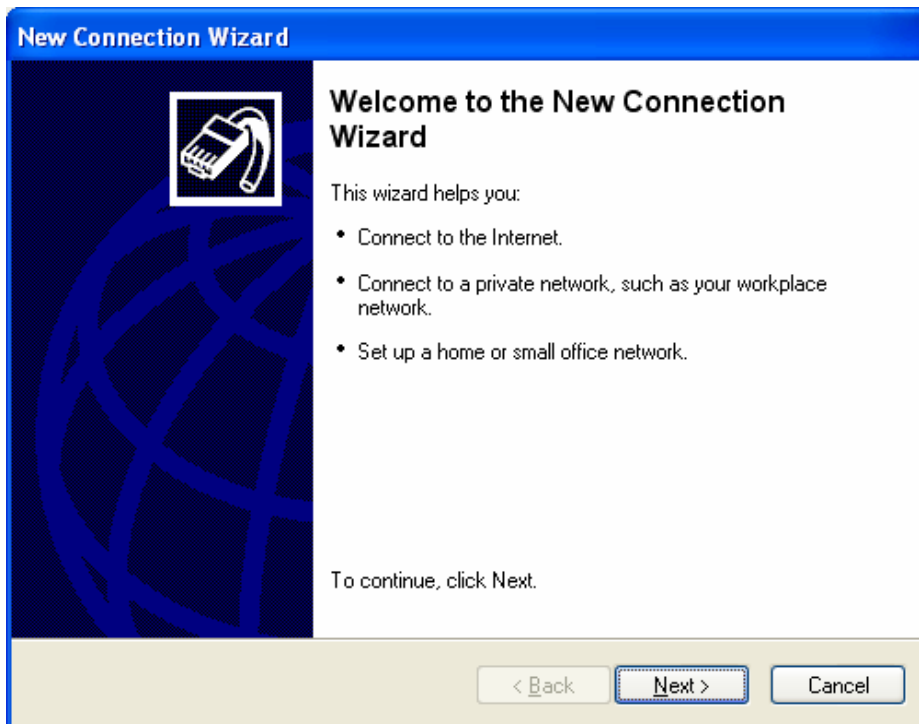 New Connection Wizard
Welcome to the New Connection
Wizard
This wizard helps you:
• Connect to the Internet.
• Connect to a private network, such as your workplace
network.
• Set up a home or small office network.
To continue, click Next.
< Back Next > Cancel